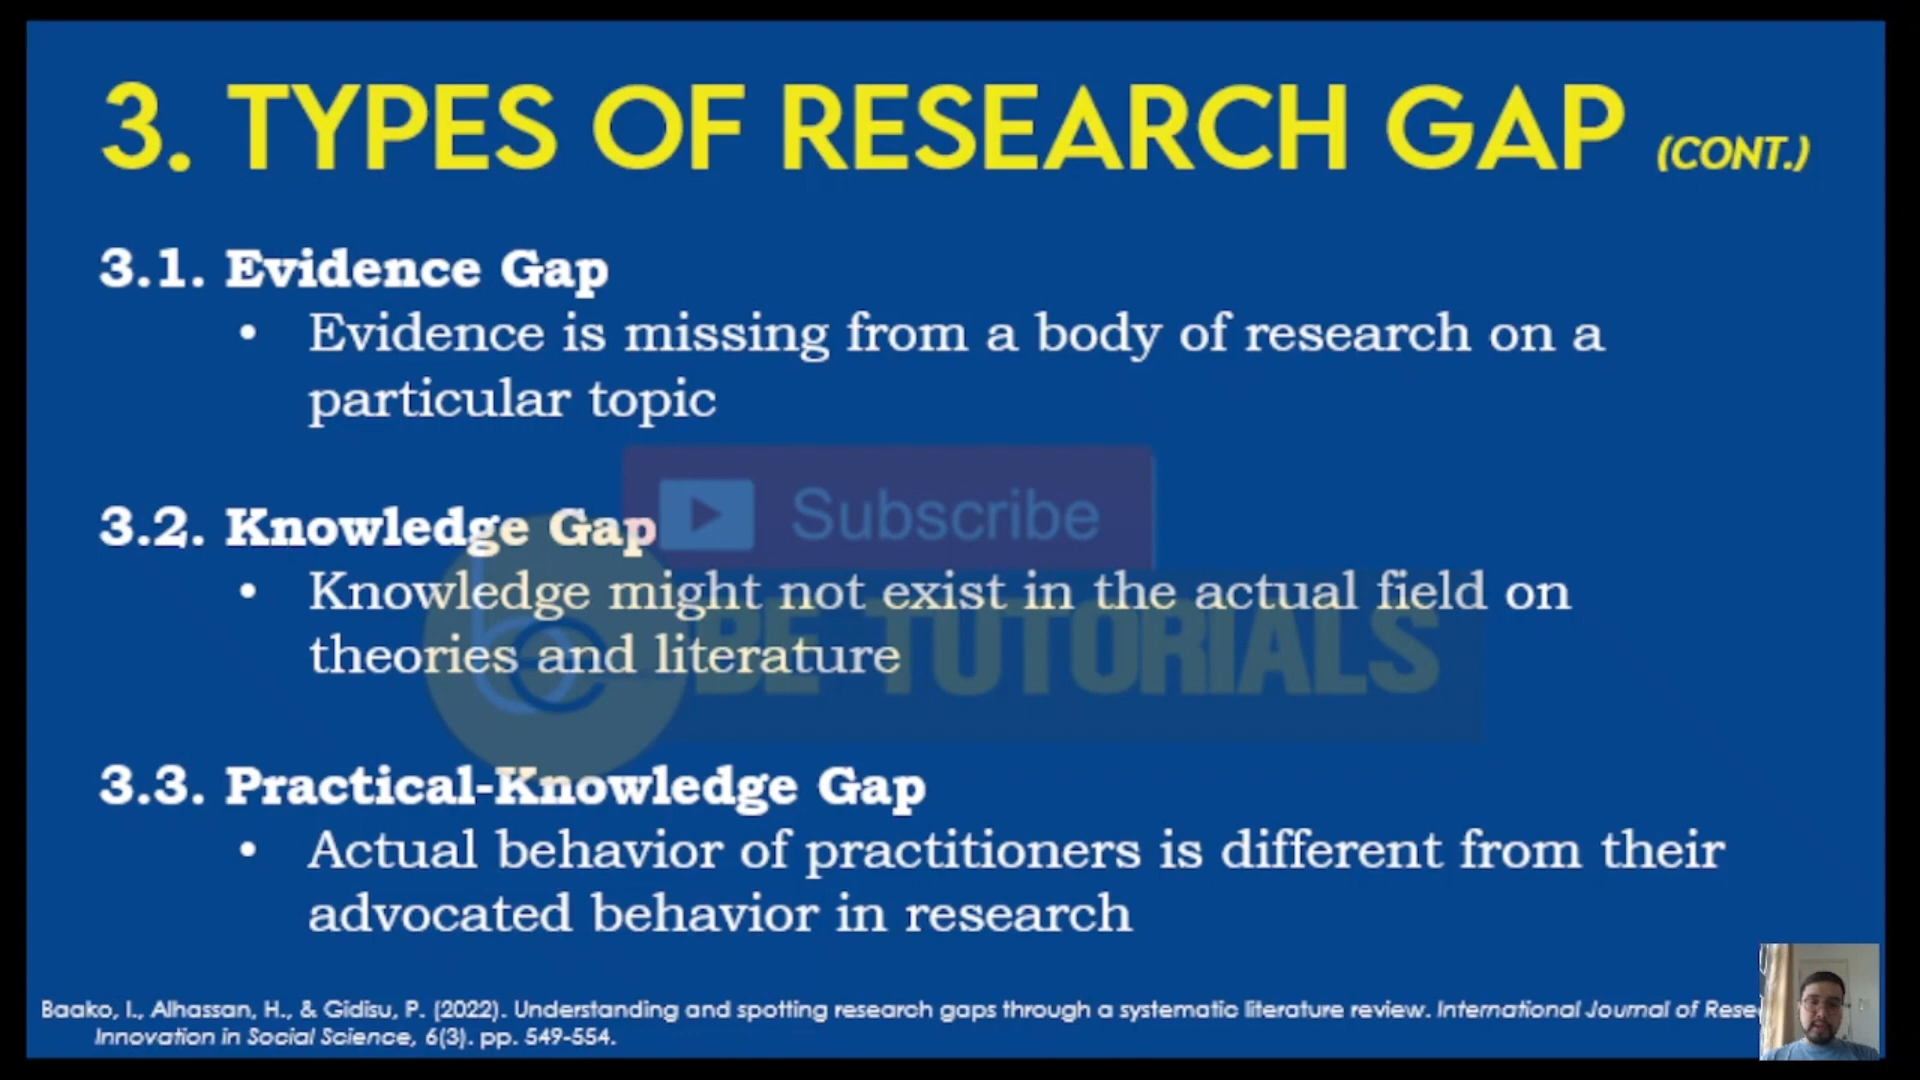 3. TYPES OF RESEARCH GAP (CONT.)
3.1. Evidence Gap
• Evidence is missing from a body of research on a
particular topic
Subscribe
3.2. Knowledge Gap
• Knowledge might not exist in the actual field on
theories and literature
BE TUTORIALS
3.3. Practical-Knowledge Gap
• Actual behavior of practitioners is different from their
advocated behavior in research
Baako, I., Alhassan, H., & Gidisu, P. (2022). Understanding and spotting research gaps through a systematic literature review. International Journal of Rese
Innovation in Social Science, 6(3). pp. 549-554.